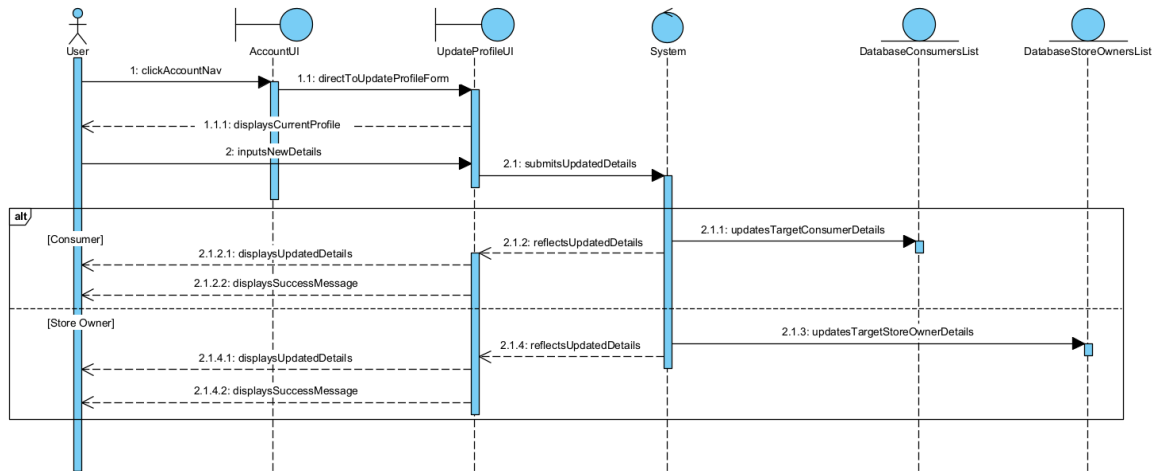 User
AccountUI
UpdateProfileUI
System
DatabaseConsumersList
DatabaseStoreOwnersList
1: clickAccountNav
1.1: directToUpdateProfileForm
1.1.1: displaysCurrentProfile
2: inputsNewDetails
2.1: submitsUpdatedDetails
alt
[Consumer]
2.1.1: updatesTargetConsumerDetails
2.1.2: reflectsUpdatedDetails
2.1.2.1: displaysUpdatedDetails
2.1.2.2: displaysSuccessMessage
[Store Owner]
2.1.3: updatesTargetStoreOwnerDetails
2.1.4: reflectsUpdatedDetails
2.1.4.1: displaysUpdatedDetails
2.1.4.2: displaysSuccessMessage